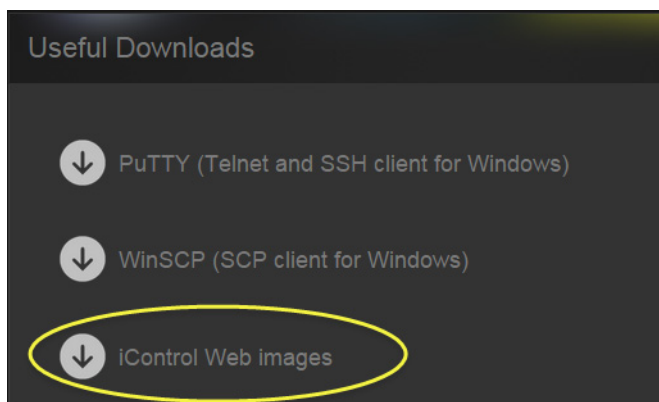 Useful Downloads
PuTTY (Telnet and SSH client for Windows)
WinSCP (SCP client for Windows)
iControl Web images